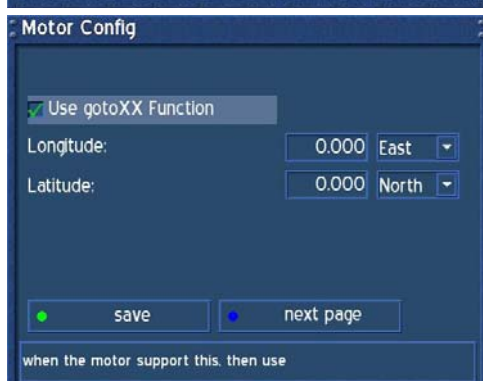 Motor Config
Use gotoXX Function
Longitude: 0.000 East
Latitude: 0.000 North
save next page
when the motor support this. then use